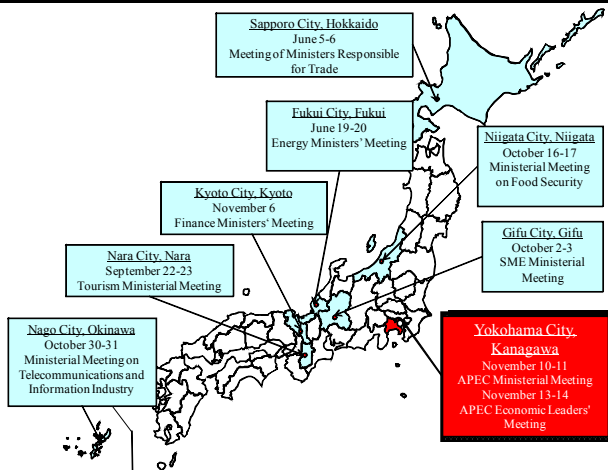 Sapporo City, Hokkaido
June 5-6
Meeting of Ministers Responsible
for Trade
Fukui City, Fukui
June 19-20
Energy Ministers' Meeting
Niigata City, Niigata
October 16-17
Ministerial Meeting
on Food Security
Kyoto City, Kyoto
November 6
Finance Ministers' Meeting
Gifu City, Gifu
October 2-3
SME Ministerial
Meeting
Nara City, Nara
September 22-23
Tourism Ministerial Meeting
Nago City, Okinawa
October 30-31
Ministerial Meeting on
Telecommunications and
Information Industry
Yokohama City,
Kanagawa
November 10-11
APEC Ministerial Meeting
November 13-14
APEC Economic Leaders'
Meeting